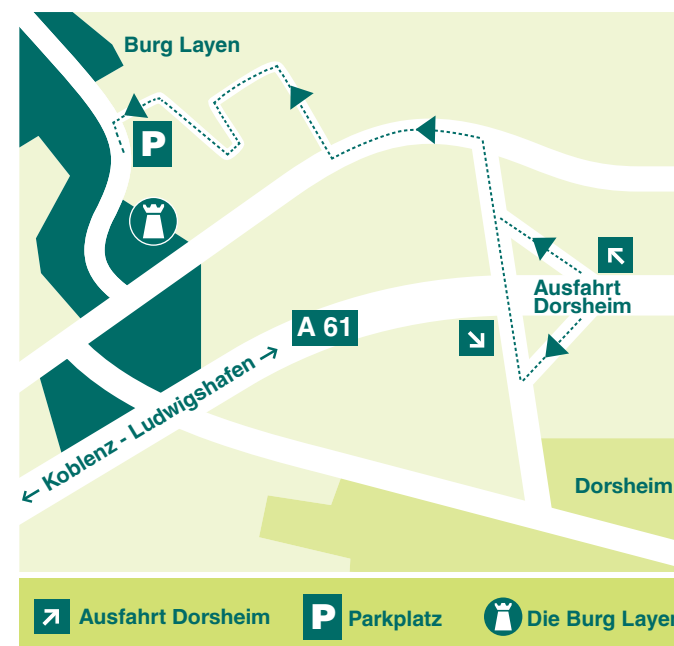 Burg Layen
P
Ausfahrt
Dorsheim
A 61
← Koblenz - Ludwigshafen →
Dorsheim
Ausfahrt Dorsheim
P Parkplatz
Die Burg Layen